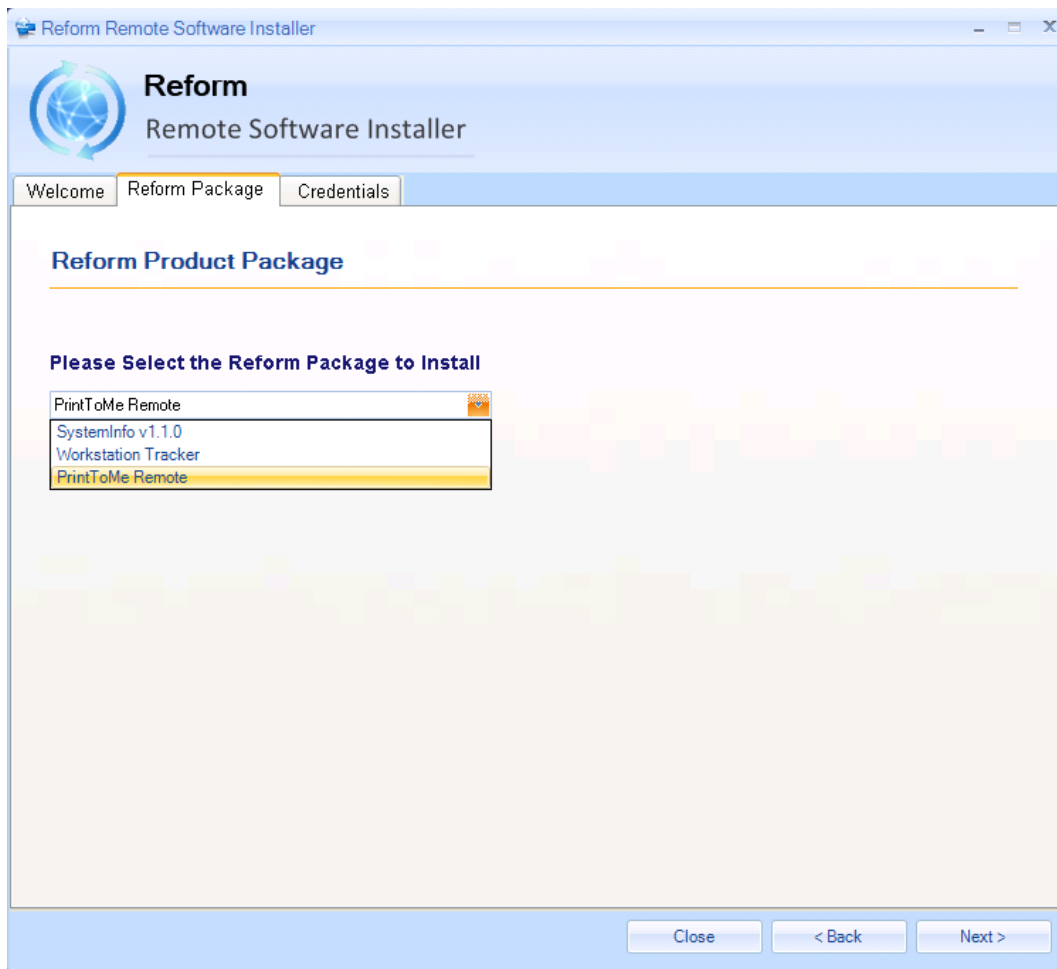 Reform Remote Software Installer
Reform
Remote Software Installer
Welcome Reform Package Credentials
Reform Product Package
Please Select the Reform Package to Install
PrintToMe Remote
SystemInfo v1.1.0
Workstation Tracker
PrintToMe Remote
Close < Back Next >